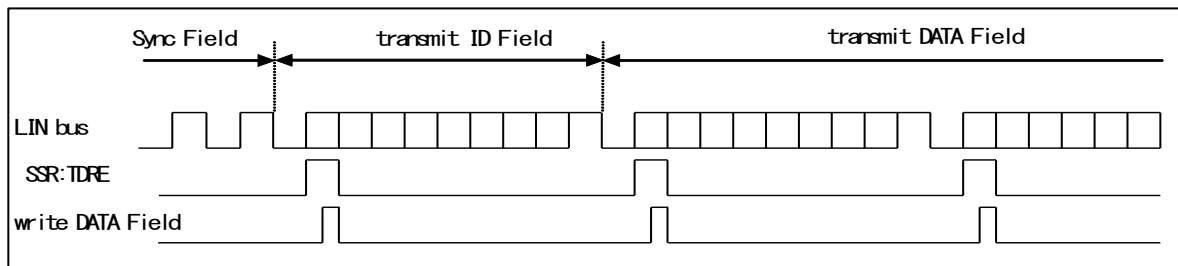 Sync Field transmit ID Field transmit DATA Field
LIN bus
SSR:TDRE
write DATA Field